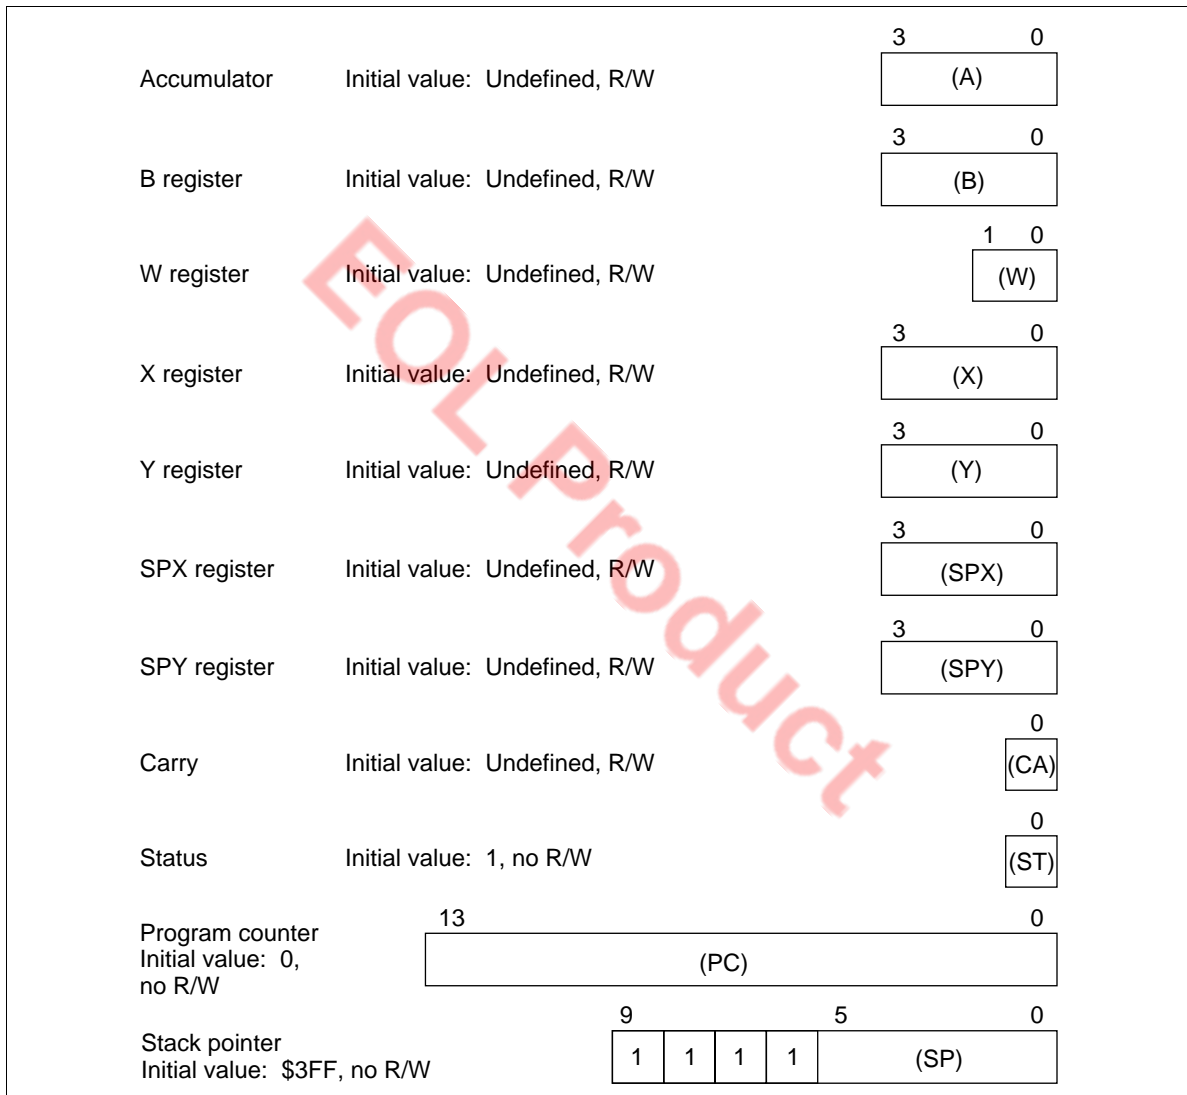 3 0
Accumulator Initial value: Undefined, R/W (A)
3 0
B register Initial value: Undefined, R/W (B)
1 0
W register Initial value: Undefined, R/W (W)
3 0
X register Initial value: Undefined, R/W (X)
3 0
Y register Initial value: Undefined, R/W (Y)
3 0
SPX register Initial value: Undefined, R/W (SPX)
3 0
SPY register Initial value: Undefined, R/W (SPY)
0
Carry Initial value: Undefined, R/W (CA)
0
Status Initial value: 1, no R/W (ST)
13 0
Program counter
Initial value: 0,
no R/W
(PC)
9 5 0
Stack pointer
Initial value: $3FF, no R/W
1 1 1 1 (SP)
EOL Product